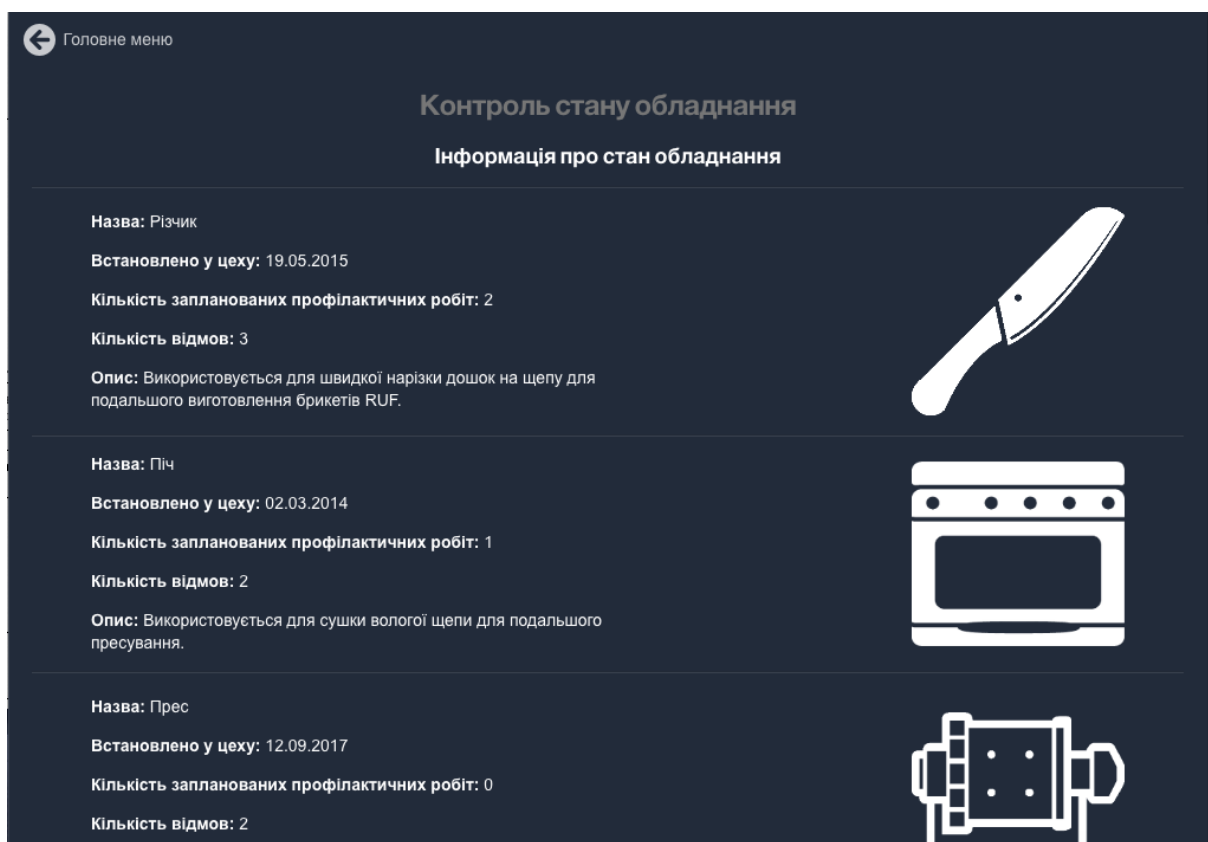 Головне меню
Контроль стану обладнання
Інформація про стан обладнання
Назва: Різчик
Встановлено у цеху: 19.05.2015
Кількість запланованих профілактичних робіт: 2
Кількість відмов: 3
Опис: Використовується для швидкої нарізки дошок на щепу для
подальшого виготовлення брикетів RUF.
Назва: Піч
Встановлено у цеху: 02.03.2014
Кількість запланованих профілактичних робіт: 1
Кількість відмов: 2
Опис: Використовується для сушки вологої щепи для подальшого
пресування.
Назва: Прес
Встановлено у цеху: 12.09.2017
Кількість запланованих профілактичних робіт: 0
Кількість відмов: 2